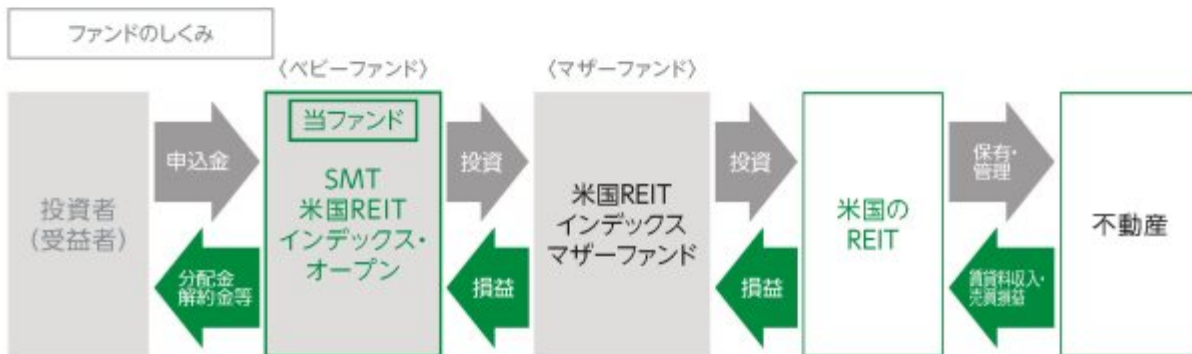 ファンドのしくみ
〈ベビーファンド〉
〈マザーファンド〉
投資者
（受益者）
申込金
分配金
解約金等
当ファンド
SMT
米国REIT
インデックス・
オープン
投資
損益
米国REIT
インデックス
マザーファンド
投資
損益
米国の
REIT
保有・
管理
賃貸料収入・
売買損益
不動産